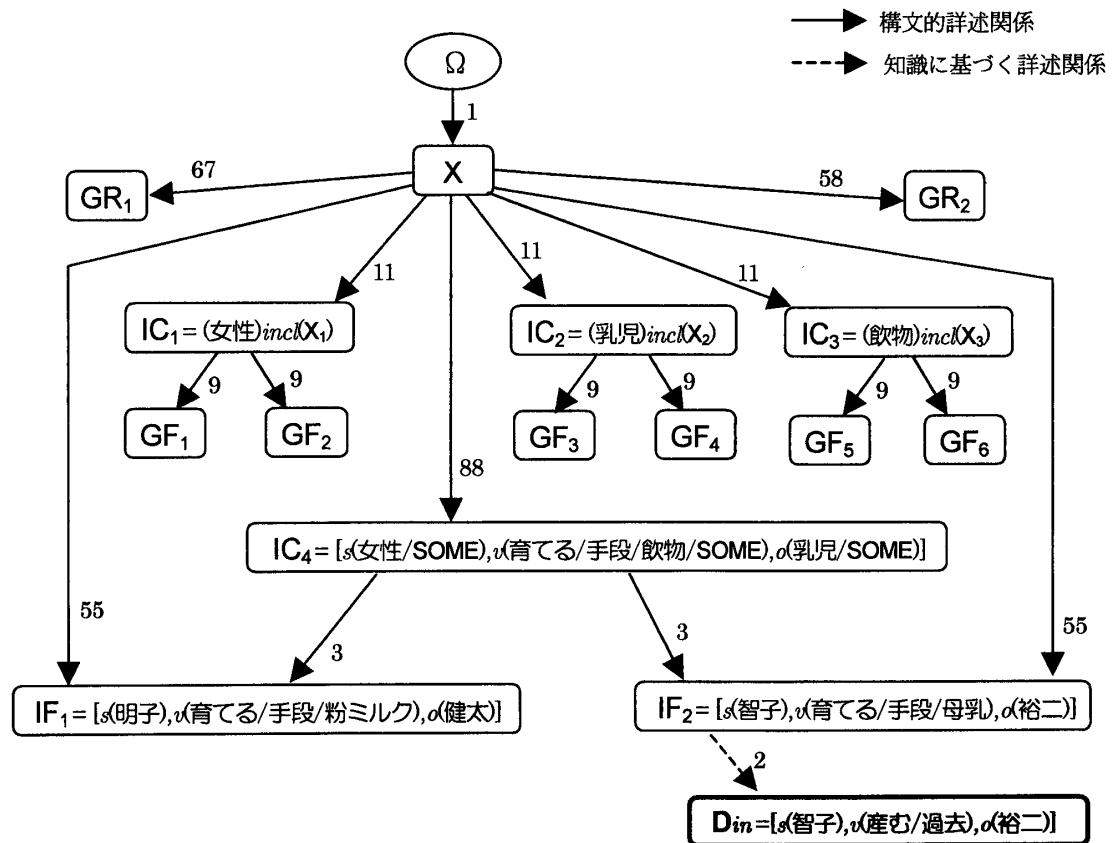 構文的詳述関係
Ω
知識に基づく詳述関係
1
67
X
58
GR₁
GR₂
11
11
11
IC₁=(女性)incl(X₁)
IC₂=(乳児)incl(X₂)
IC₃=(飲物)incl(X₃)
9
9
9
9
9
9
GF₁
GF₂
GF₃
GF₄
GF₅
GF₆
88
IC₄=[s(女性/SOME),v(育てる/手段/飲物/SOME),o(乳児/SOME)]
55
3
3
55
IF₁=[s(明子),v(育てる/手段/粉ミルク),o(健太)]
IF₂=[s(智子),v(育てる/手段/母乳),o(裕二)]
2
Din=[s(智子),v(産む/過去),o(裕二)]